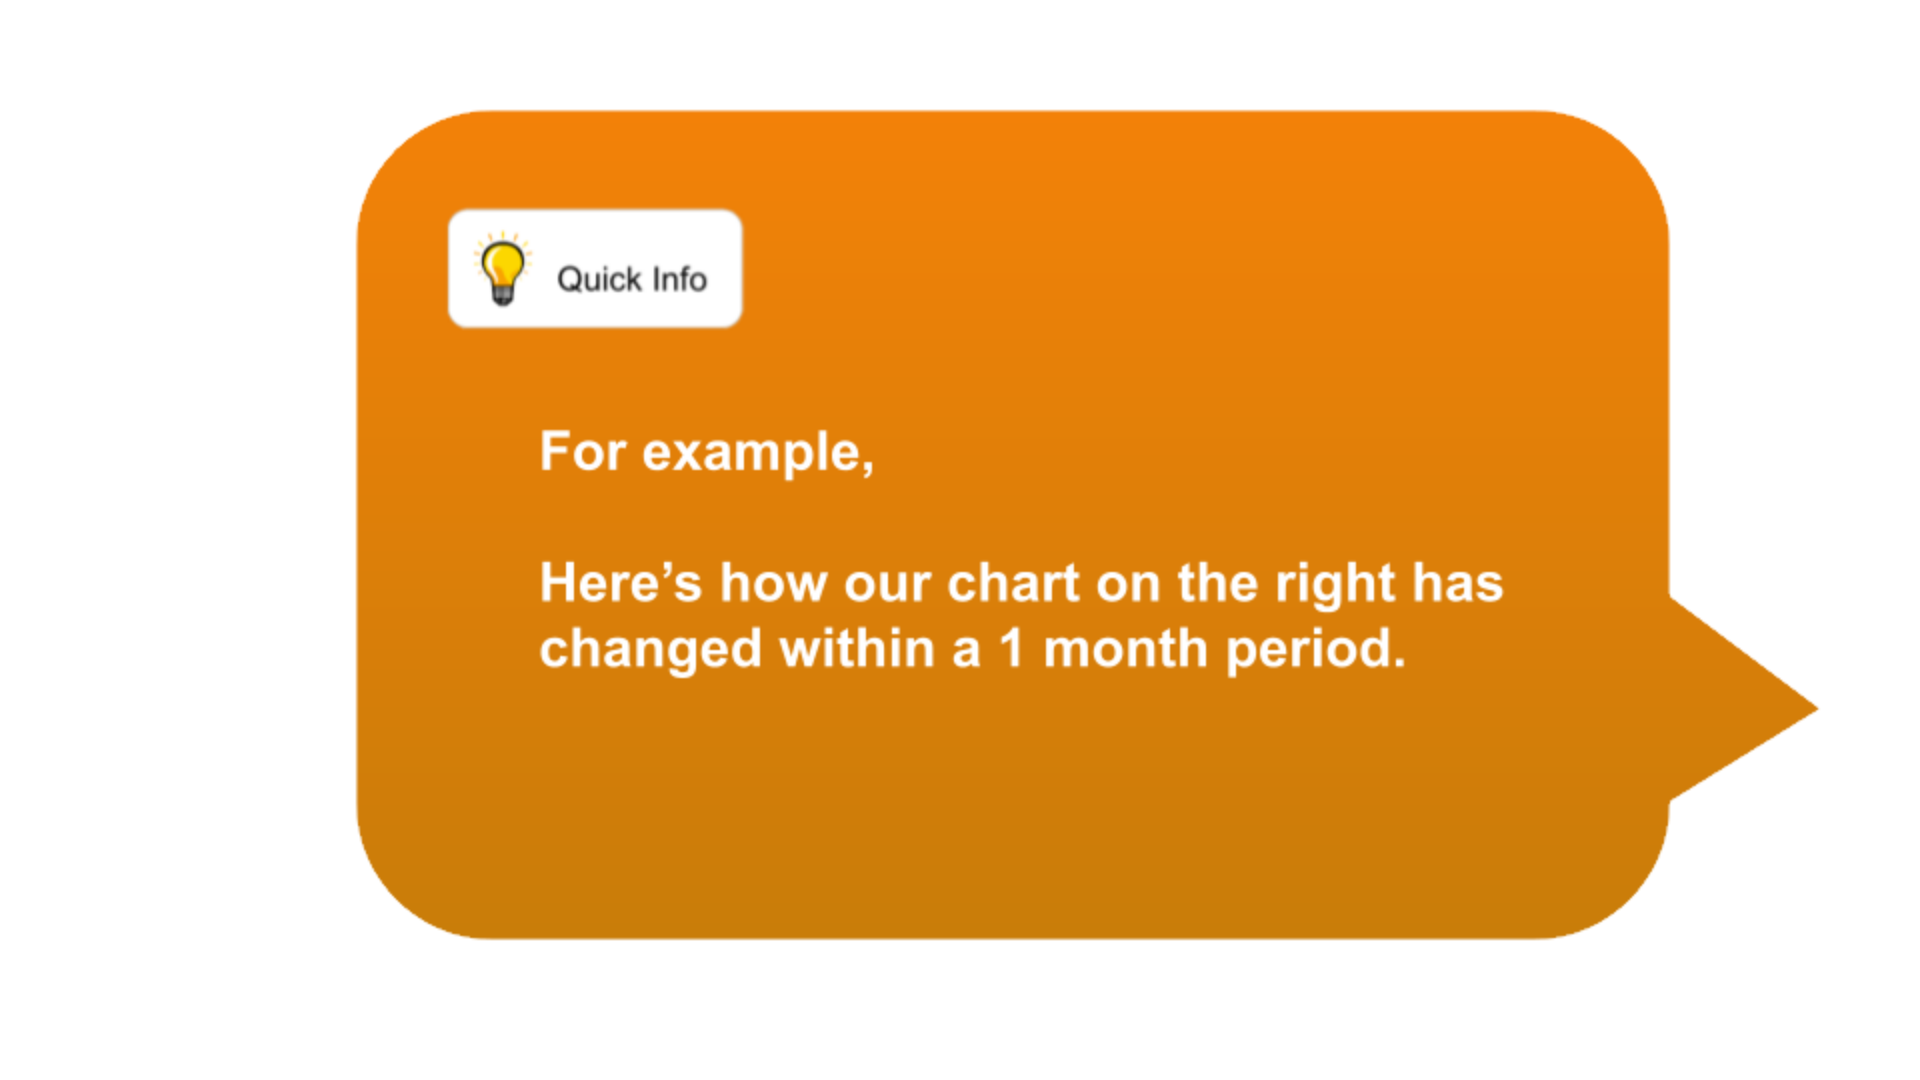 Quick Info
For example,
Here’s how our chart on the right has
changed within a 1 month period.